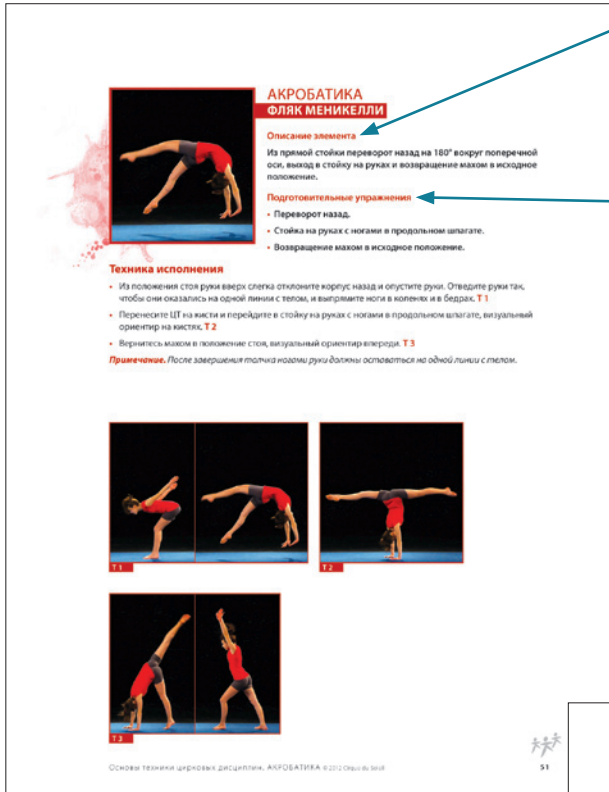 АКРОБАТИКА
ФЛЯК МЕНИКЕЛЛИ
Описание элемента
Из прямой стойки переворот назад на 180° вокруг поперечной
оси, выход в стойку на руках и возвращение махом в исходное
положение.
Подготовительные упражнения
• Переворот назад.
• Стойка на руках с ногами в продольном шпагате.
• Возвращение махом в исходное положение.
Техника исполнения
• Из положения стоя руки вверх слегка отклоните корпус назад и опустите руки. Отведите руки так,
чтобы они оказались на одной линии с телом, и выпрямите ноги в коленях и в бедрах. Т 1
• Перенесите ЦТ на кисти и перейдите в стойку на руках с ногами в продольном шпагате, визуальный
ориентир на кистях. Т 2
• Вернитесь махом в положение стоя, визуальный ориентир впереди. Т 3
Примечание. После завершения толчка ногами руки должны оставаться на одной линии с телом.
Т 1
Т 2
Т 3
Основы техники цирковых дисциплин. АКРОБАТИКА © 2012 Cirque du Soleil
51